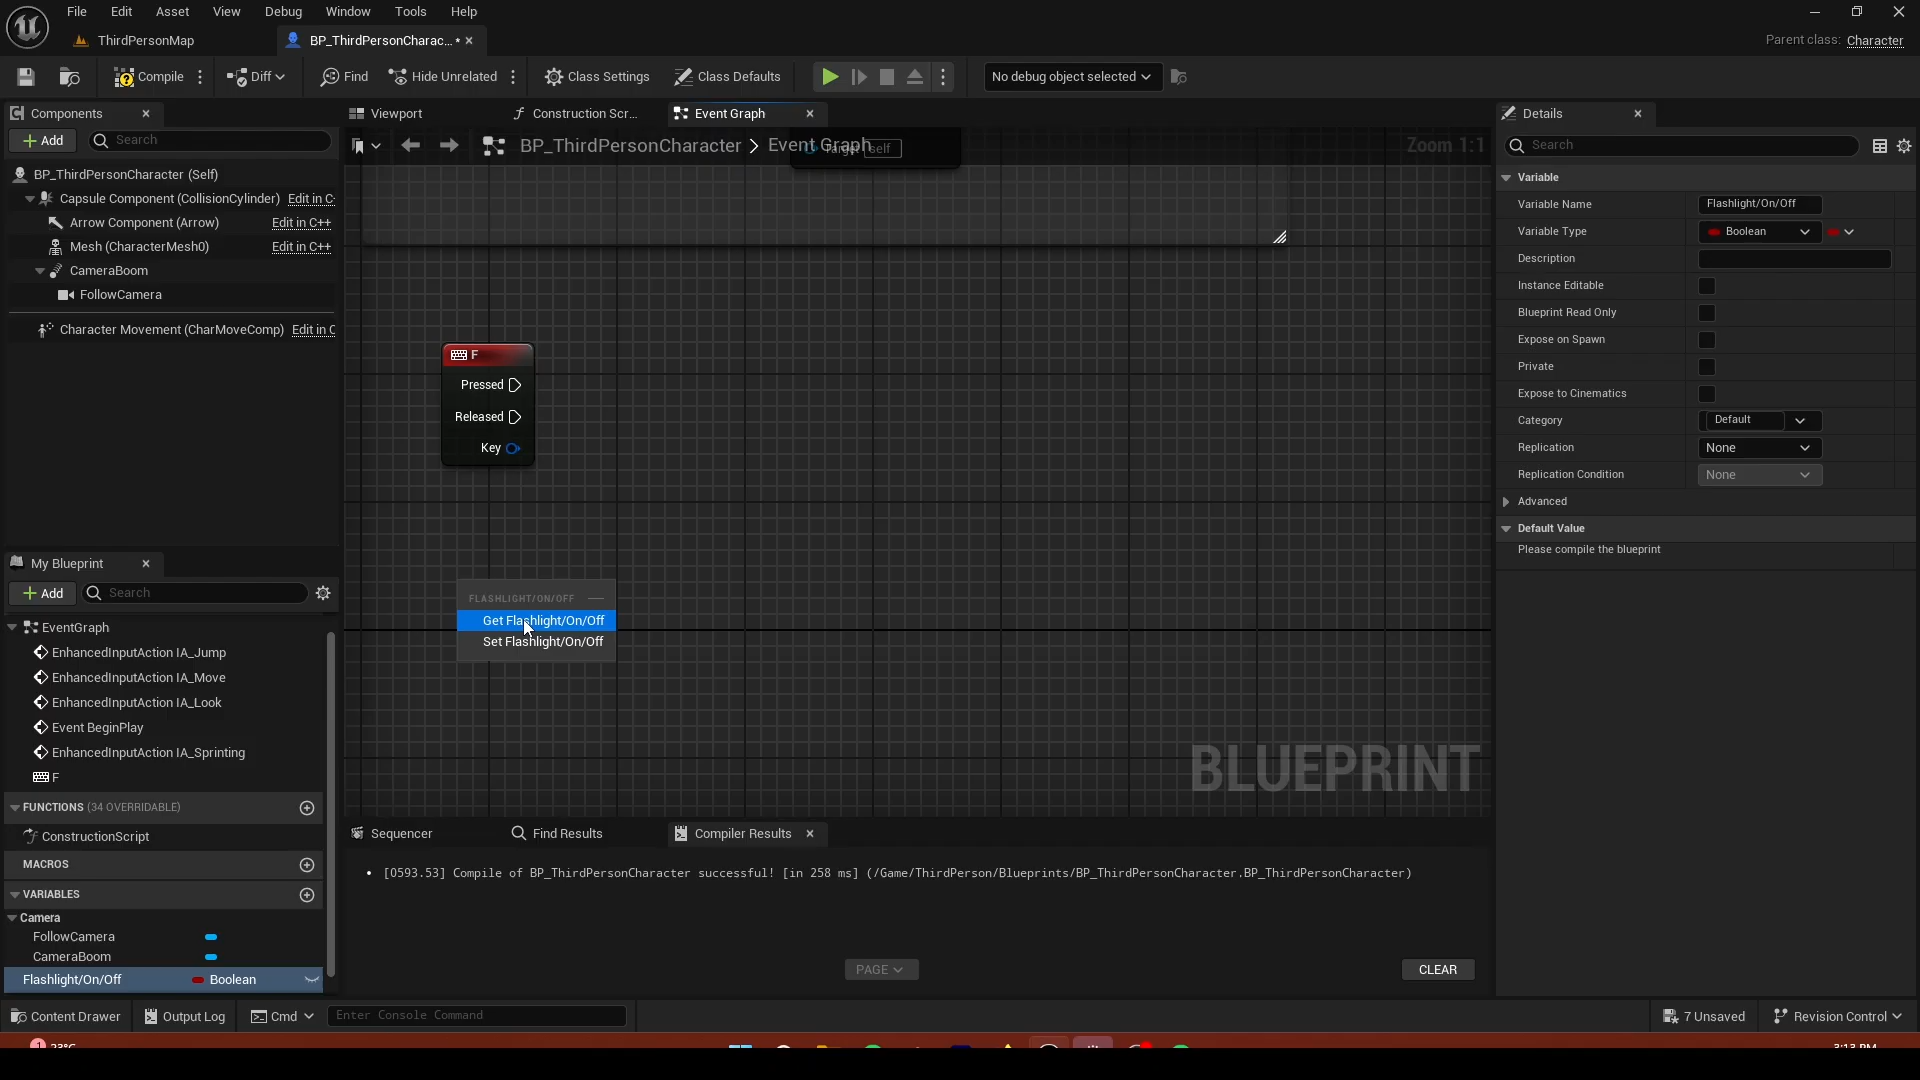 File Edit Asset View Debug Window Tools Help
ThirdPersonMap
BP_ThirdPersonCharac... •
Parent class: Character
Compile
Diff
Find
Hide Unrelated
Class Settings
Class Defaults
No debug object selected
Components
Add
Search
BP_ThirdPersonCharacter (Self)
Capsule Component (CollisionCylinder) Edit in C
Arrow Component (Arrow) Edit in C++
Mesh (CharacterMesh0) Edit in C++
CameraBoom
FollowCamera
Character Movement (CharMoveComp) Edit in C
My Blueprint
Add
Search
EventGraph
EnhancedInputAction IA_Jump
EnhancedInputAction IA_Move
EnhancedInputAction IA_Look
Event BeginPlay
EnhancedInputAction IA_Sprinting
F
FUNCTIONS (34 OVERRIDABLE)
ConstructionScript
MACROS
VARIABLES
Camera
FollowCamera
CameraBoom
Flashlight/On/Off Boolean
Viewport
Construction Scr...
Event Graph
BP_ThirdPersonCharacter > Event Graph
Target self
Zoom 1:1
F
Pressed
Released
Key
FLASHLIGHT/ON/OFF
Get Flashlight/On/Off
Set Flashlight/On/Off
BLUEPRINT
Sequencer
Find Results
Compiler Results
• [0593.53] Compile of BP_ThirdPersonCharacter successful! [in 258 ms] (/Game/ThirdPerson/Blueprints/BP_ThirdPersonCharacter.BP_ThirdPersonCharacter)
PAGE
CLEAR
Details
Search
Variable
Variable Name Flashlight/On/Off
Variable Type Boolean
Description
Instance Editable
Blueprint Read Only
Expose on Spawn
Private
Expose to Cinematics
Category Default
Replication None
Replication Condition None
Advanced
Default Value
Please compile the blueprint
Content Drawer
Output Log
Cmd
Enter Console Command
7 Unsaved
Revision Control
23°C
3:13 PM